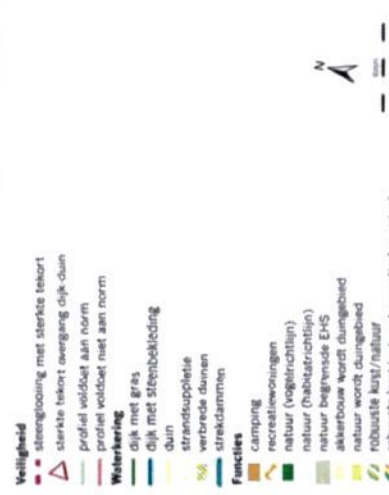 Veiligheid
steenglooiing met sterkte tekort
sterkte tekort overgang dijk-duin
profiel voldoet aan norm
profiel voldoet niet aan norm
Waterkering
dijk met gras
dijk met steenbekleding
duin
strandsuppletie
verbrede duinen
strekdammen
Functies
camping
recreatiewoningen
natuur (vogelrichtlijn)
natuur (habitatrichtlijn)
natuur begrensde EHS
akkerbouw wordt duingebied
natuur wordt duingebied
robuuste kust/natuur
N